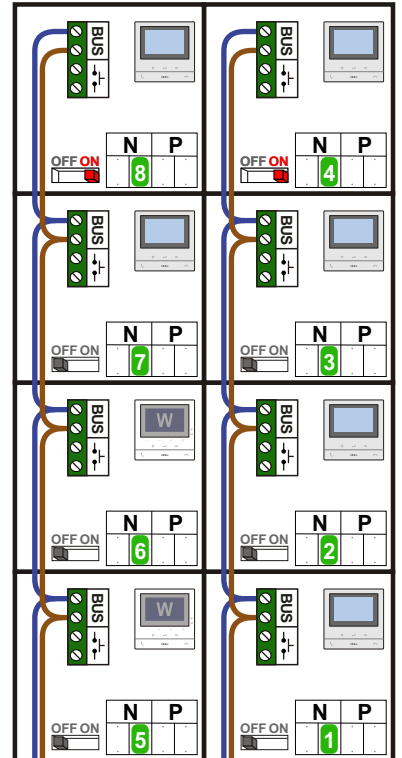 BUS BUS
N P N P
OFF ON OFF ON
8 4
BUS BUS
N P N P
OFF ON OFF ON
7 3
BUS BUS
W
N P N P
OFF ON OFF ON
6 2
BUS BUS
W
N P N P
OFF ON OFF ON
5 1